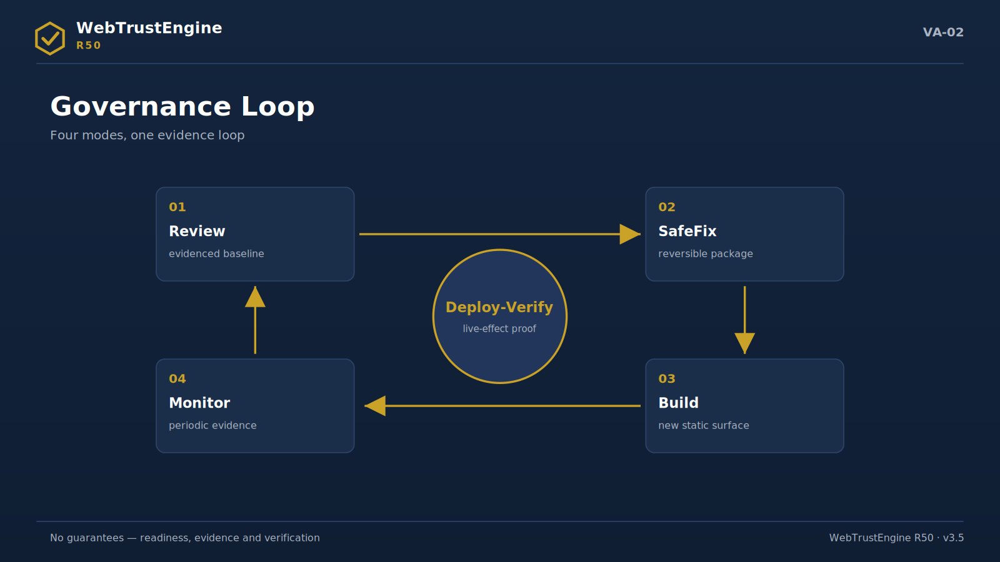 WebTrustEngine
R50
VA-02
Governance Loop
Four modes, one evidence loop
01
Review
evidenced baseline
02
SafeFix
reversible package
Deploy-Verify
live-effect proof
04
Monitor
periodic evidence
03
Build
new static surface
No guarantees — readiness, evidence and verification
WebTrustEngine R50 · v3.5